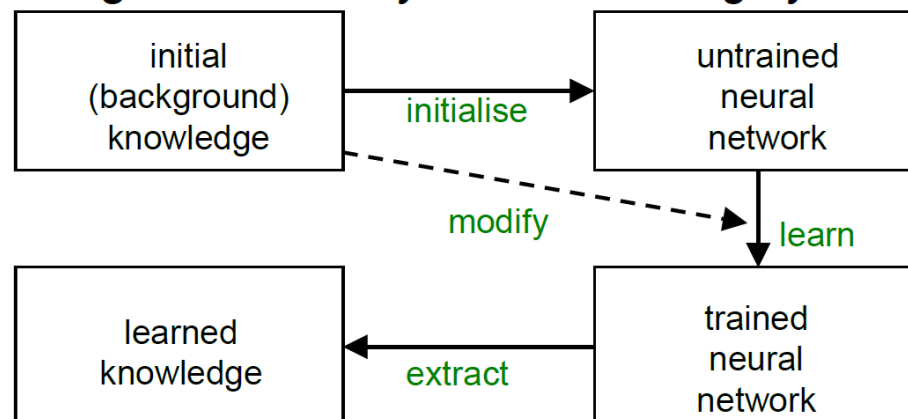 initial
(background)
knowledge
initialise
untrained
neural
network
modify
learn
learned
knowledge
extract
trained
neural
network